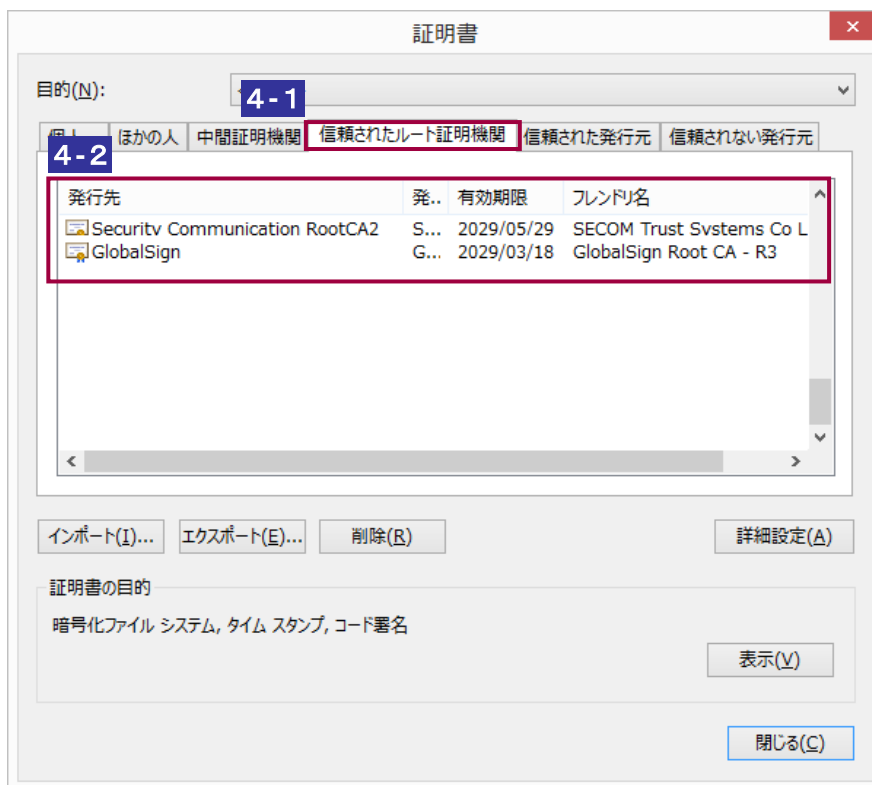 証明書
目的(N):
4-1
個人 ほかの人 中間証明機関 信頼されたルート証明機関 信頼された発行元 信頼されない発行元
4-2
発行先 発.. 有効期限 フレンドリ名
Security Communication RootCA2 S... 2029/05/29 SECOM Trust Systems Co L
GlobalSign G... 2029/03/18 GlobalSign Root CA - R3
インポート(I)... エクスポート(E)... 削除(R) 詳細設定(A)
証明書の目的
暗号化ファイル システム, タイム スタンプ, コード署名
表示(V)
閉じる(C)